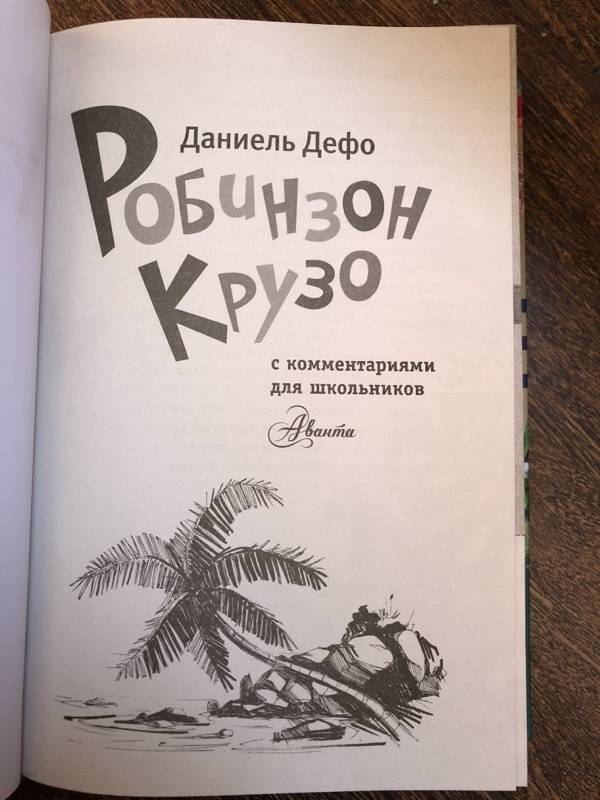 Даниель Дефо
Робинзон
Крузо
с комментариями
для школьников
Аванта